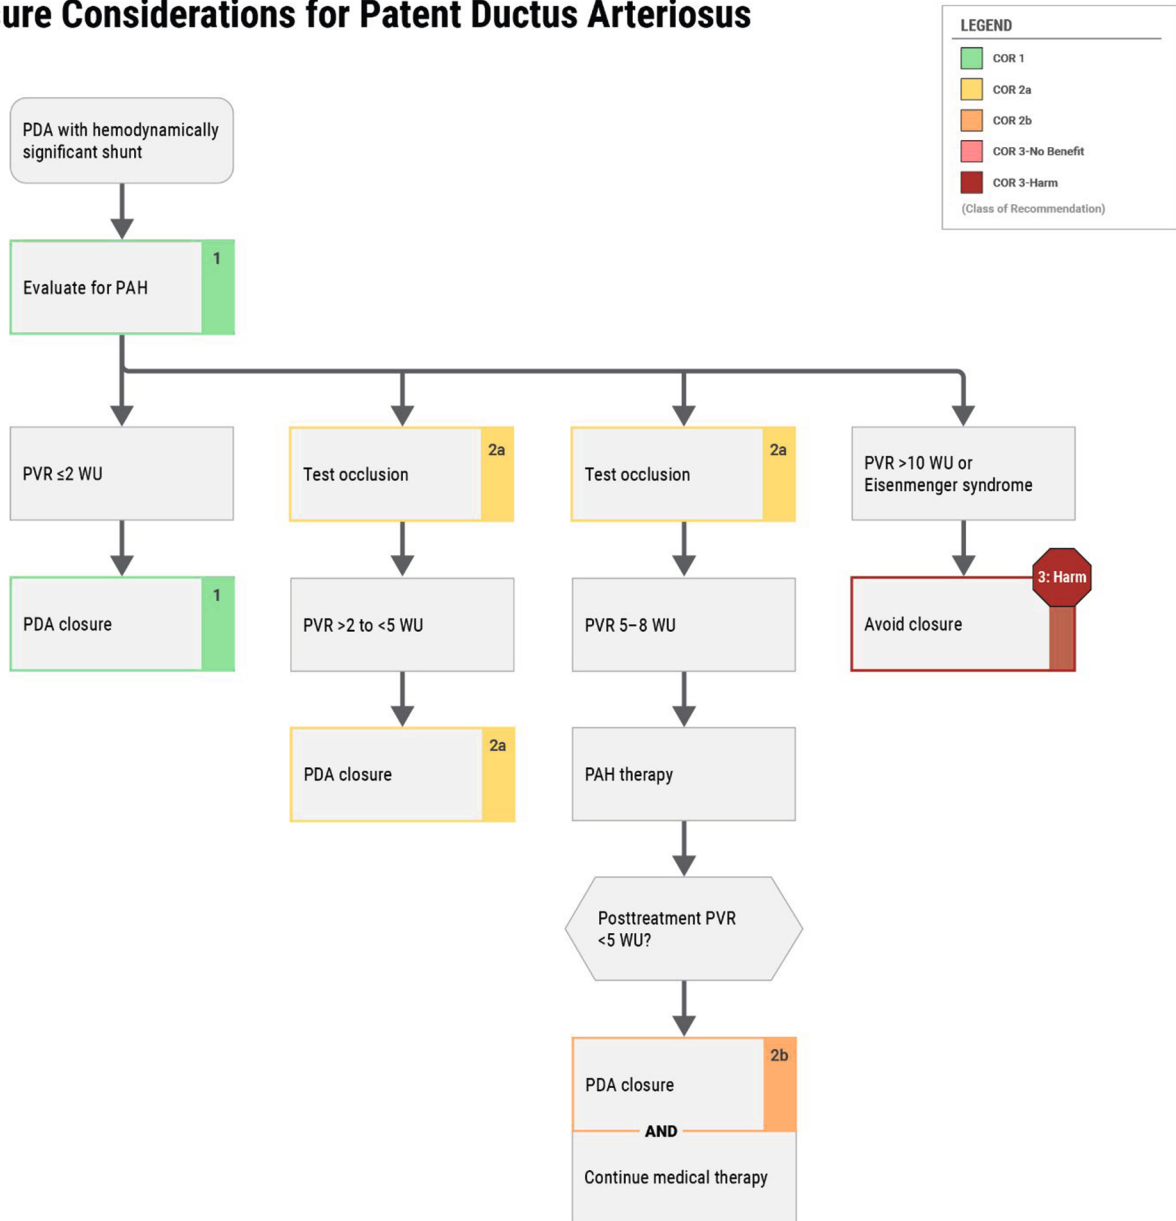 sure Considerations for Patent Ductus Arteriosus
LEGEND
COR 1
COR 2a
COR 2b
COR 3-No Benefit
COR 3-Harm
(Class of Recommendation)
PDA with hemodynamically
significant shunt
1
Evaluate for PAH
PVR ≤2 WU
2a
Test occlusion
2a
Test occlusion
PVR >10 WU or
Eisenmenger syndrome
1
PDA closure
PVR >2 to <5 WU
PVR 5–8 WU
3: Harm
Avoid closure
2a
PDA closure
PAH therapy
Posttreatment PVR
<5 WU?
2b
PDA closure
AND
Continue medical therapy